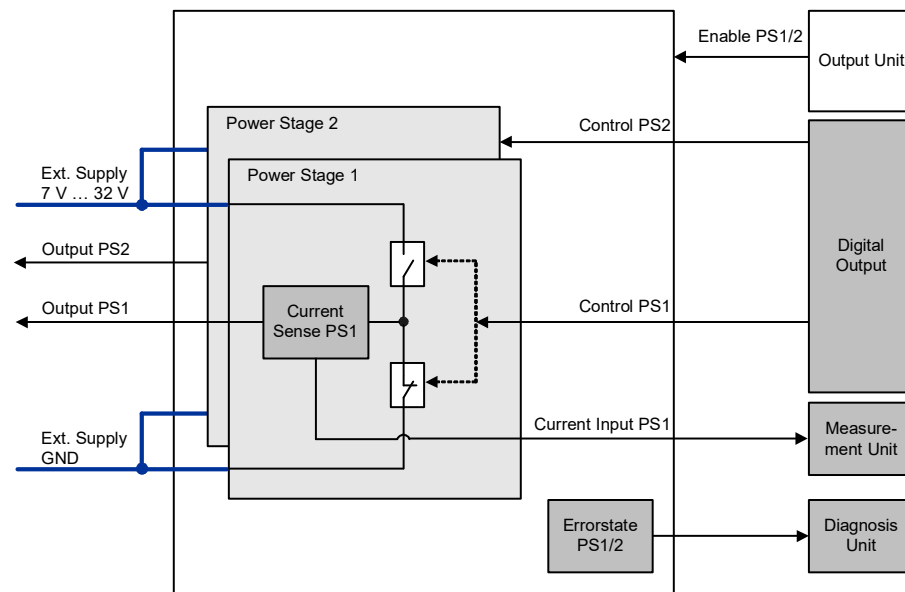 Enable PS1/2
Output Unit
Power Stage 2
Control PS2
Ext. Supply
7 V … 32 V
Power Stage 1
Output PS2
Digital
Output
Output PS1
Current
Sense PS1
Control PS1
Current Input PS1
Measure-
ment Unit
Ext. Supply
GND
Errorstate
PS1/2
Diagnosis
Unit